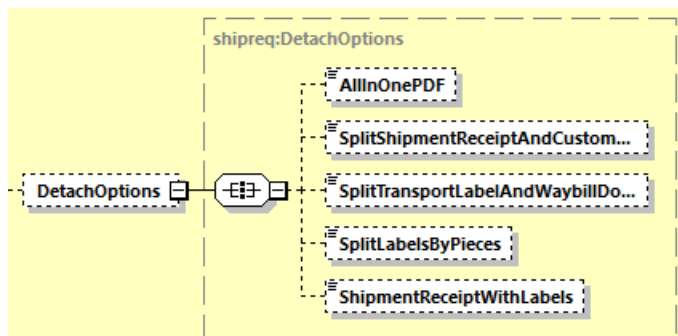 shipreq:DetachOptions
AllInOnePDF
SplitShipmentReceiptAndCustom...
DetachOptions
SplitTransportLabelAndWaybillDo...
SplitLabelsByPieces
ShipmentReceiptWithLabels